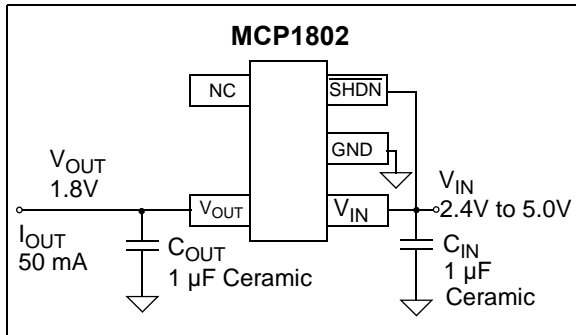 MCP1802
NC
SHDN
GND
VOUT
1.8V
VOUT
VIN
VIN
2.4V to 5.0V
IOUT
50 mA
COUT
1 µF Ceramic
CIN
1 µF
Ceramic